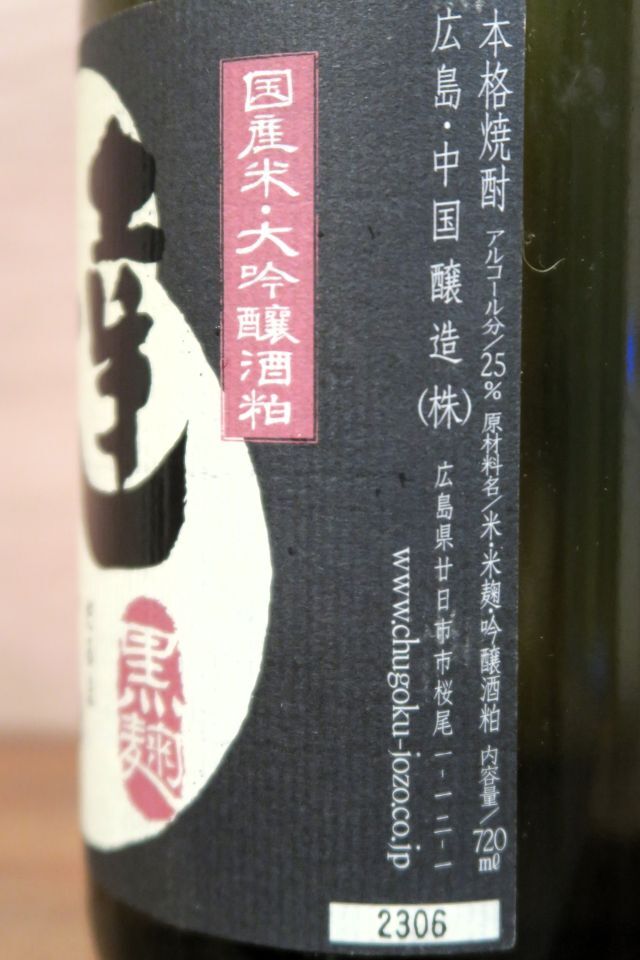 本格焼酎 アルコール分/25% 原材料名/米・米麹・吟醸酒粕 内容量/720ml
広島・中国醸造(株) 広島県廿日市市桜尾一-一二-一
www.chugoku-jozo.co.jp
国産米・大吟醸酒粕
達
黒麹
2306